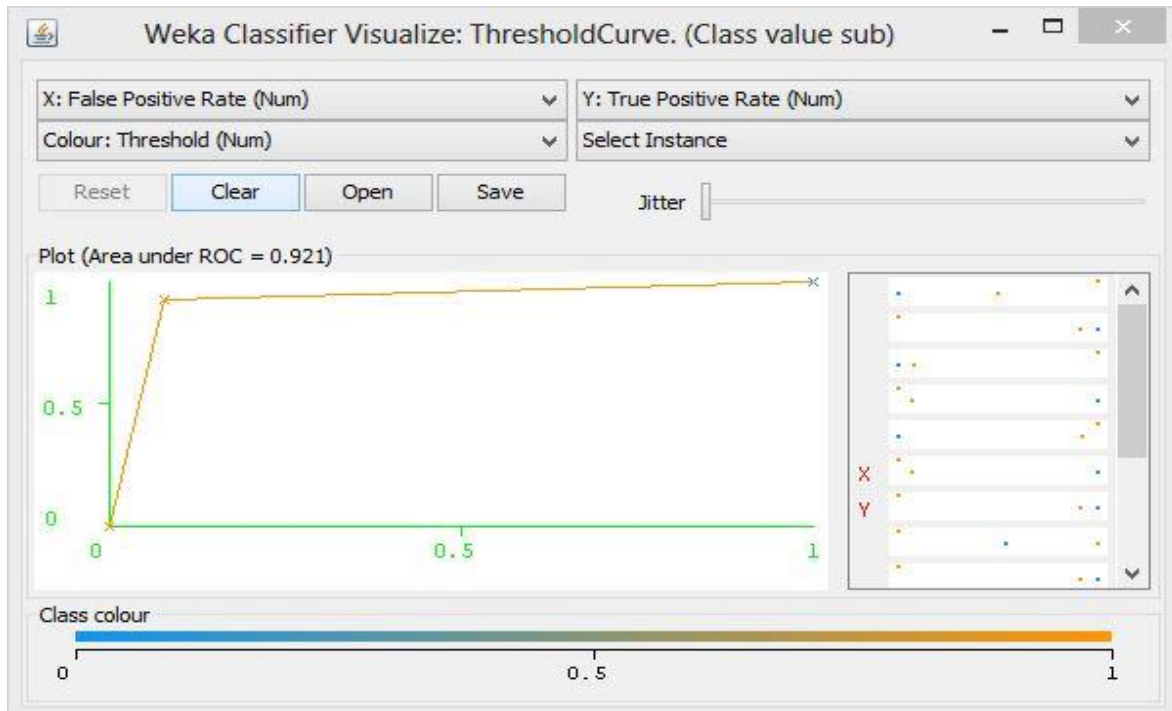 Weka Classifier Visualize: ThresholdCurve. (Class value sub)
X: False Positive Rate (Num)
Y: True Positive Rate (Num)
Colour: Threshold (Num)
Select Instance
Reset
Clear
Open
Save
Jitter
Plot (Area under ROC = 0.921)
1
0.5
0
0
0.5
1
X
Y
Class colour
0
0.5
1